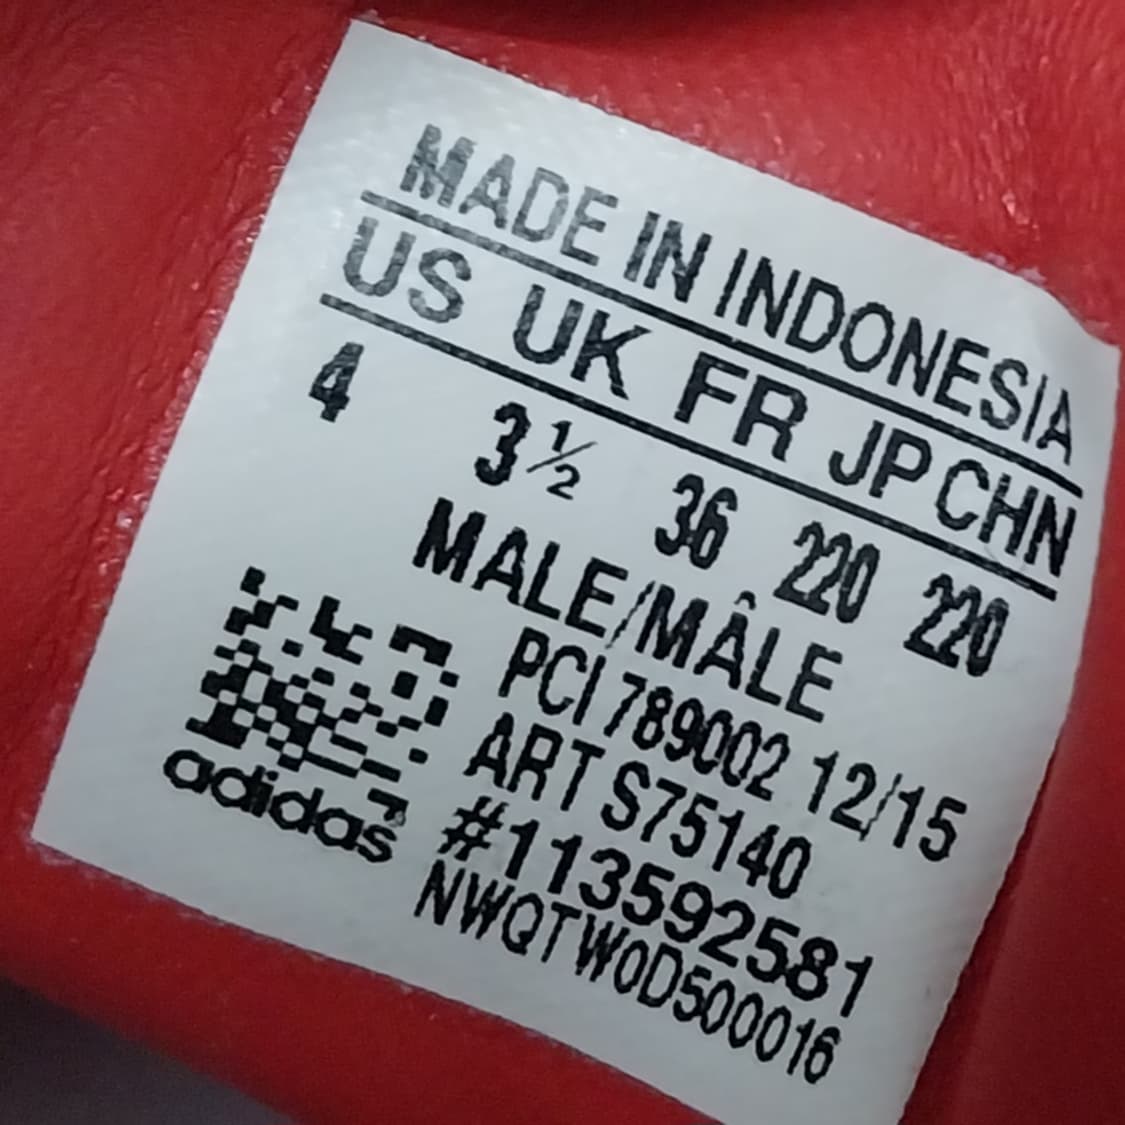 MADE IN INDONESIA
US UK FR JP CHN
4 3½ 36 220 220
MALE/MÂLE
PCI 789002 12/15
ART S75140
#113592581
NWQTW0D500016
adidas